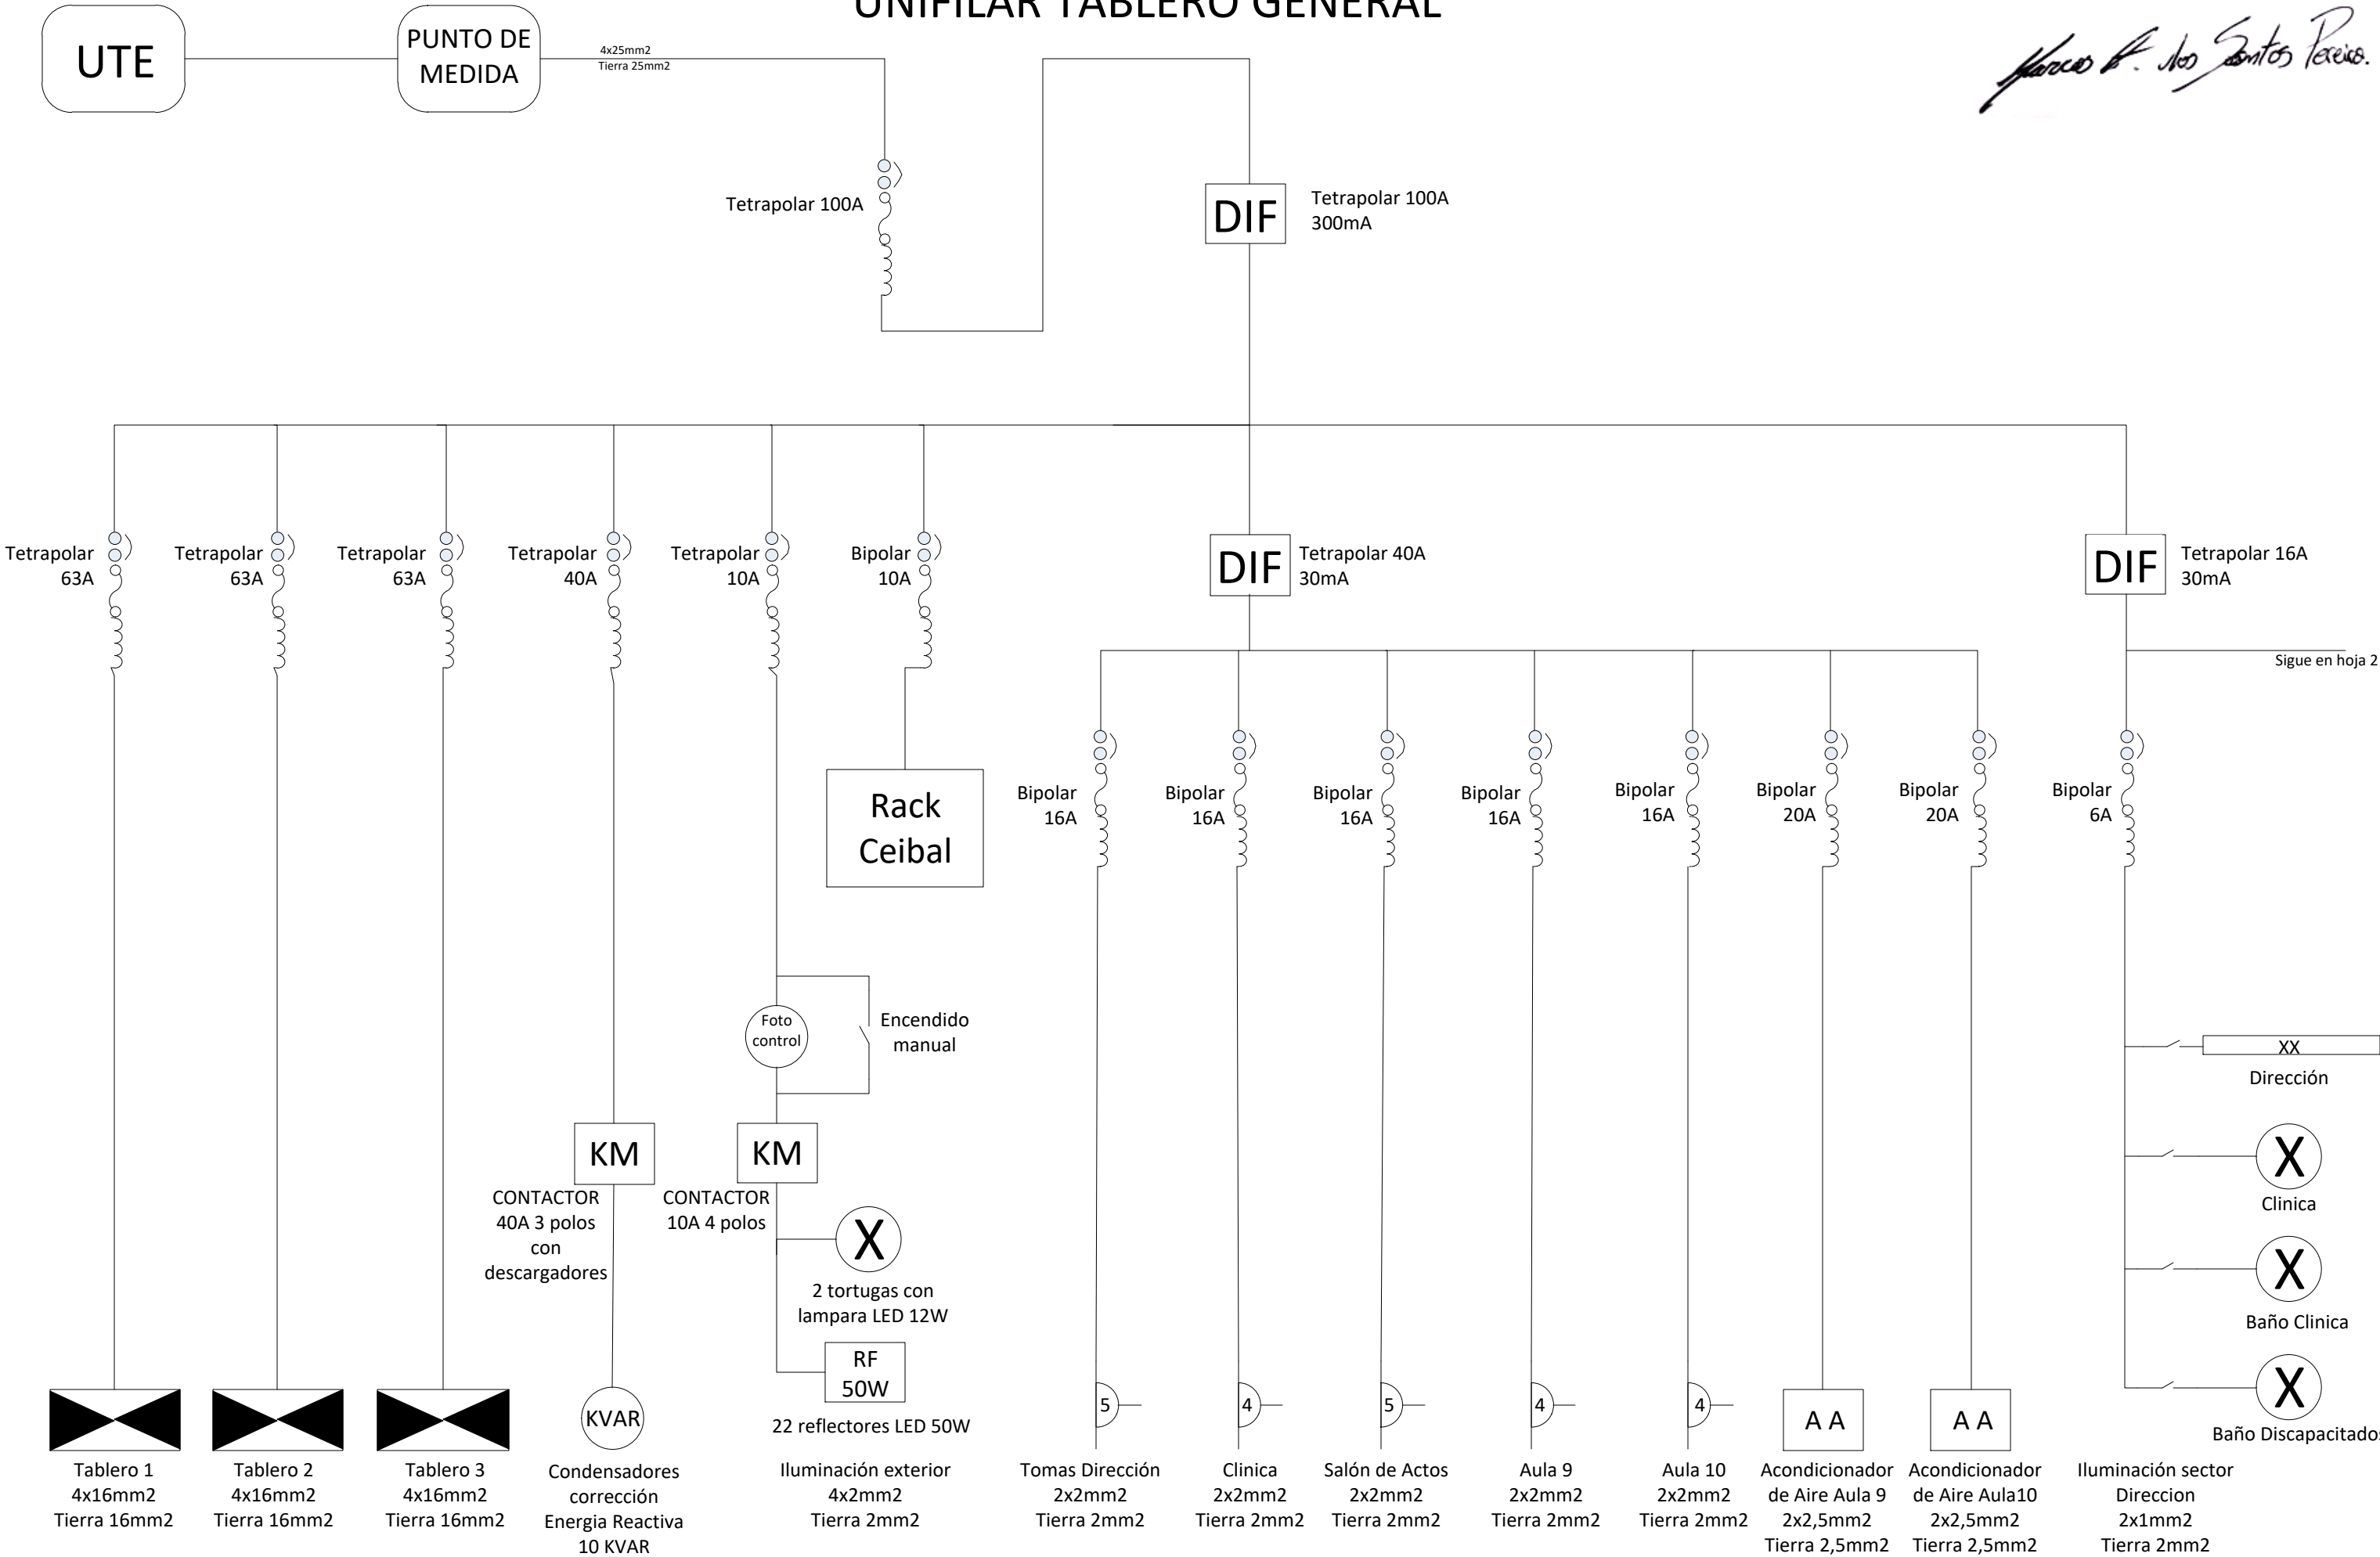 UNIFILAR TABLERO GENERAL
Marcos A. dos Santos Pereira.
UTE
PUNTO DE
MEDIDA
4x25mm2
Tierra 25mm2
Tetrapolar 100A
DIF
Tetrapolar 100A
300mA
Tetrapolar
63A
Tetrapolar
63A
Tetrapolar
63A
Tetrapolar
40A
Tetrapolar
10A
Bipolar
10A
DIF
Tetrapolar 40A
30mA
DIF
Tetrapolar 16A
30mA
Sigue en hoja 2
Rack
Ceibal
Bipolar
16A
Bipolar
16A
Bipolar
16A
Bipolar
16A
Bipolar
16A
Bipolar
20A
Bipolar
20A
Bipolar
6A
Foto
control
Encendido
manual
XX
Dirección
KM
CONTACTOR
40A 3 polos
con
descargadores
KM
CONTACTOR
10A 4 polos
X
Clinica
X
2 tortugas con
lampara LED 12W
X
Baño Clinica
RF
50W
22 reflectores LED 50W
X
Baño Discapacitados
KVAR
5
4
5
4
4
A A
A A
Tablero 1
4x16mm2
Tierra 16mm2
Tablero 2
4x16mm2
Tierra 16mm2
Tablero 3
4x16mm2
Tierra 16mm2
Condensadores
corrección
Energia Reactiva
10 KVAR
Iluminación exterior
4x2mm2
Tierra 2mm2
Tomas Dirección
2x2mm2
Tierra 2mm2
Clinica
2x2mm2
Tierra 2mm2
Salón de Actos
2x2mm2
Tierra 2mm2
Aula 9
2x2mm2
Tierra 2mm2
Aula 10
2x2mm2
Tierra 2mm2
Acondicionador
de Aire Aula 9
2x2,5mm2
Tierra 2,5mm2
Acondicionador
de Aire Aula10
2x2,5mm2
Tierra 2,5mm2
Iluminación sector
Direccion
2x1mm2
Tierra 2mm2